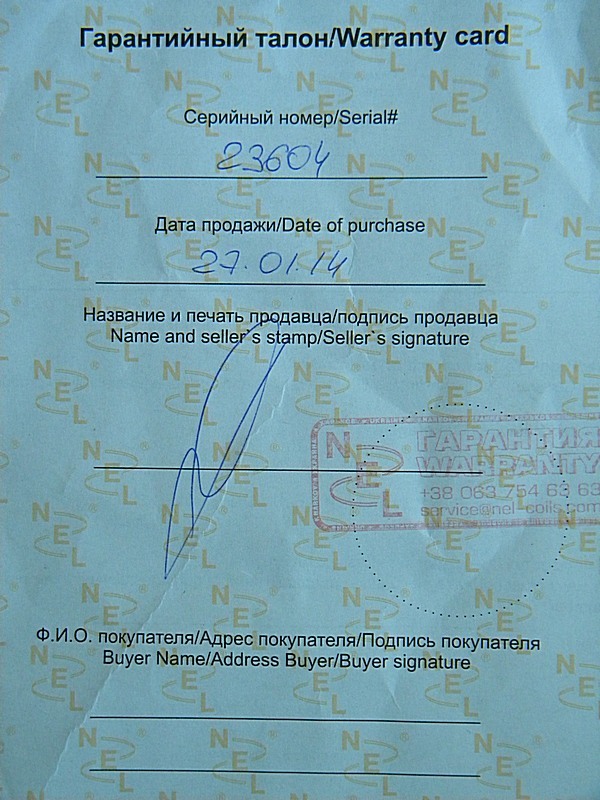 Гарантийный талон/Warranty card
Серийный номер/Serial#
23604
Дата продажи/Date of purchase
27.01.14
Название и печать продавца/подпись продавца
Name and seller`s stamp/Seller`s signature
NEL
ГАРАНТИЯ
WARRANTY
+38 063 754 63 63
service@nel-coils.com
Ф.И.О. покупателя/Адрес покупателя/Подпись покупателя
Buyer Name/Address Buyer/Buyer signature